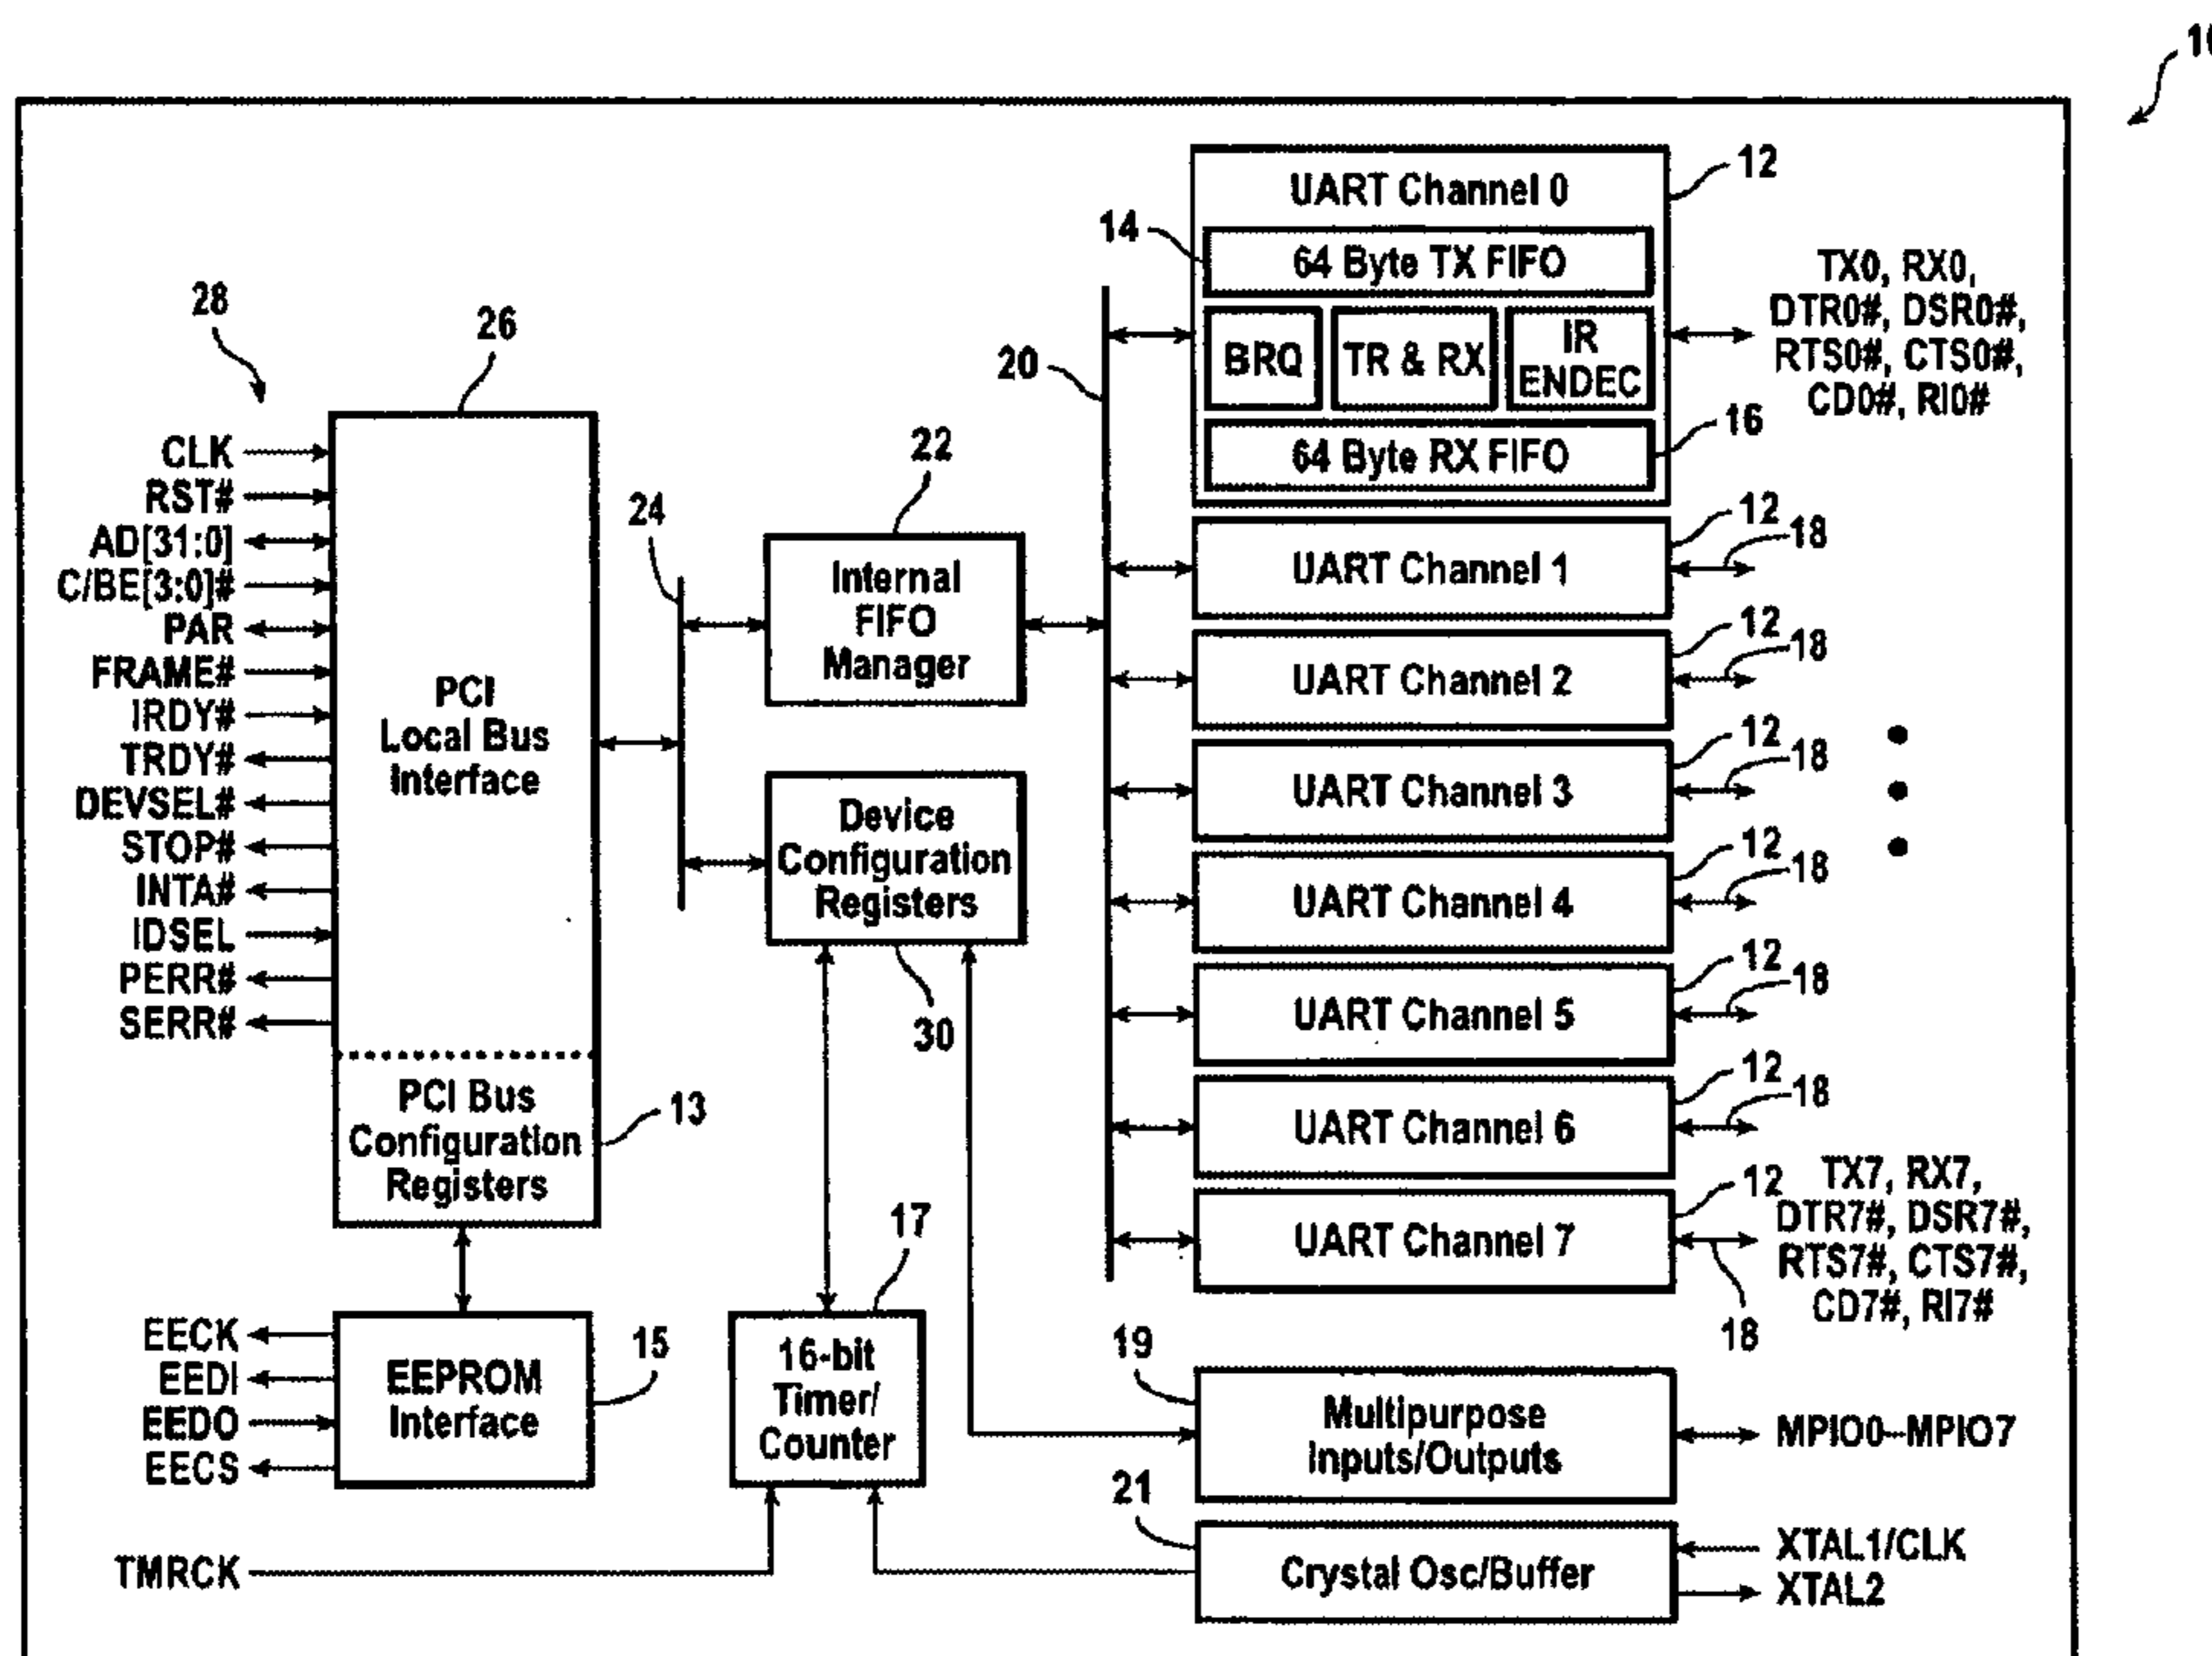 12
UART Channel 0
14
64 Byte TX FIFO
BRQ
TR & RX
IR
ENDEC
64 Byte RX FIFO
16
TX0, RX0,
DTR0#, DSR0#,
RTS0#, CTS0#,
CD0#, RI0#
28
26
CLK
RST#
AD[31:0]
C/BE[3:0]#
PAR
FRAME#
IRDY#
TRDY#
DEVSEL#
STOP#
INTA#
IDSEL
PERR#
SERR#
PCI
Local Bus
Interface
PCI Bus
Configuration
Registers
13
24
22
Internal
FIFO
Manager
20
Device
Configuration
Registers
30
12
18
UART Channel 1
12
18
UART Channel 2
12
18
UART Channel 3
12
18
UART Channel 4
12
18
UART Channel 5
12
18
UART Channel 6
12
UART Channel 7
18
TX7, RX7,
DTR7#, DSR7#,
RTS7#, CTS7#,
CD7#, RI7#
EECK
EEDI
EEDO
EECS
EEPROM
Interface
15
17
16-bit
Timer/
Counter
19
Multipurpose
Inputs/Outputs
MPIO0–MPIO7
21
Crystal Osc/Buffer
XTAL1/CLK
XTAL2
TMRCK